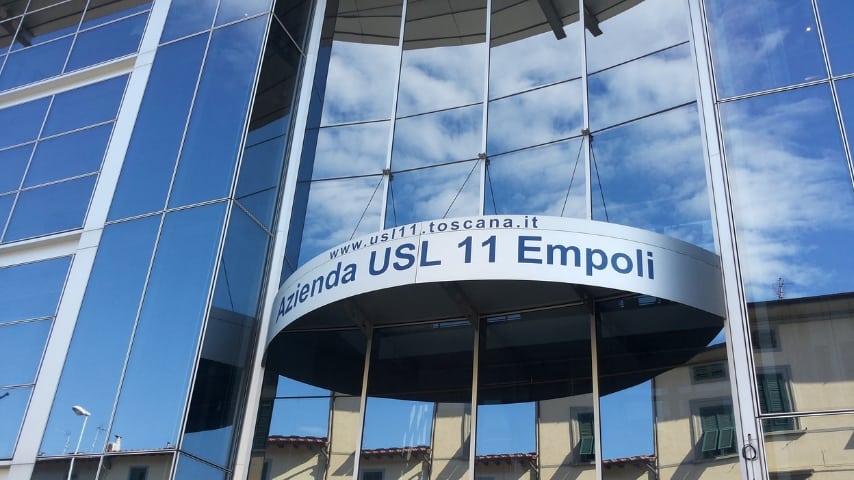 www.usl11.toscana.it
Azienda USL 11 Empoli